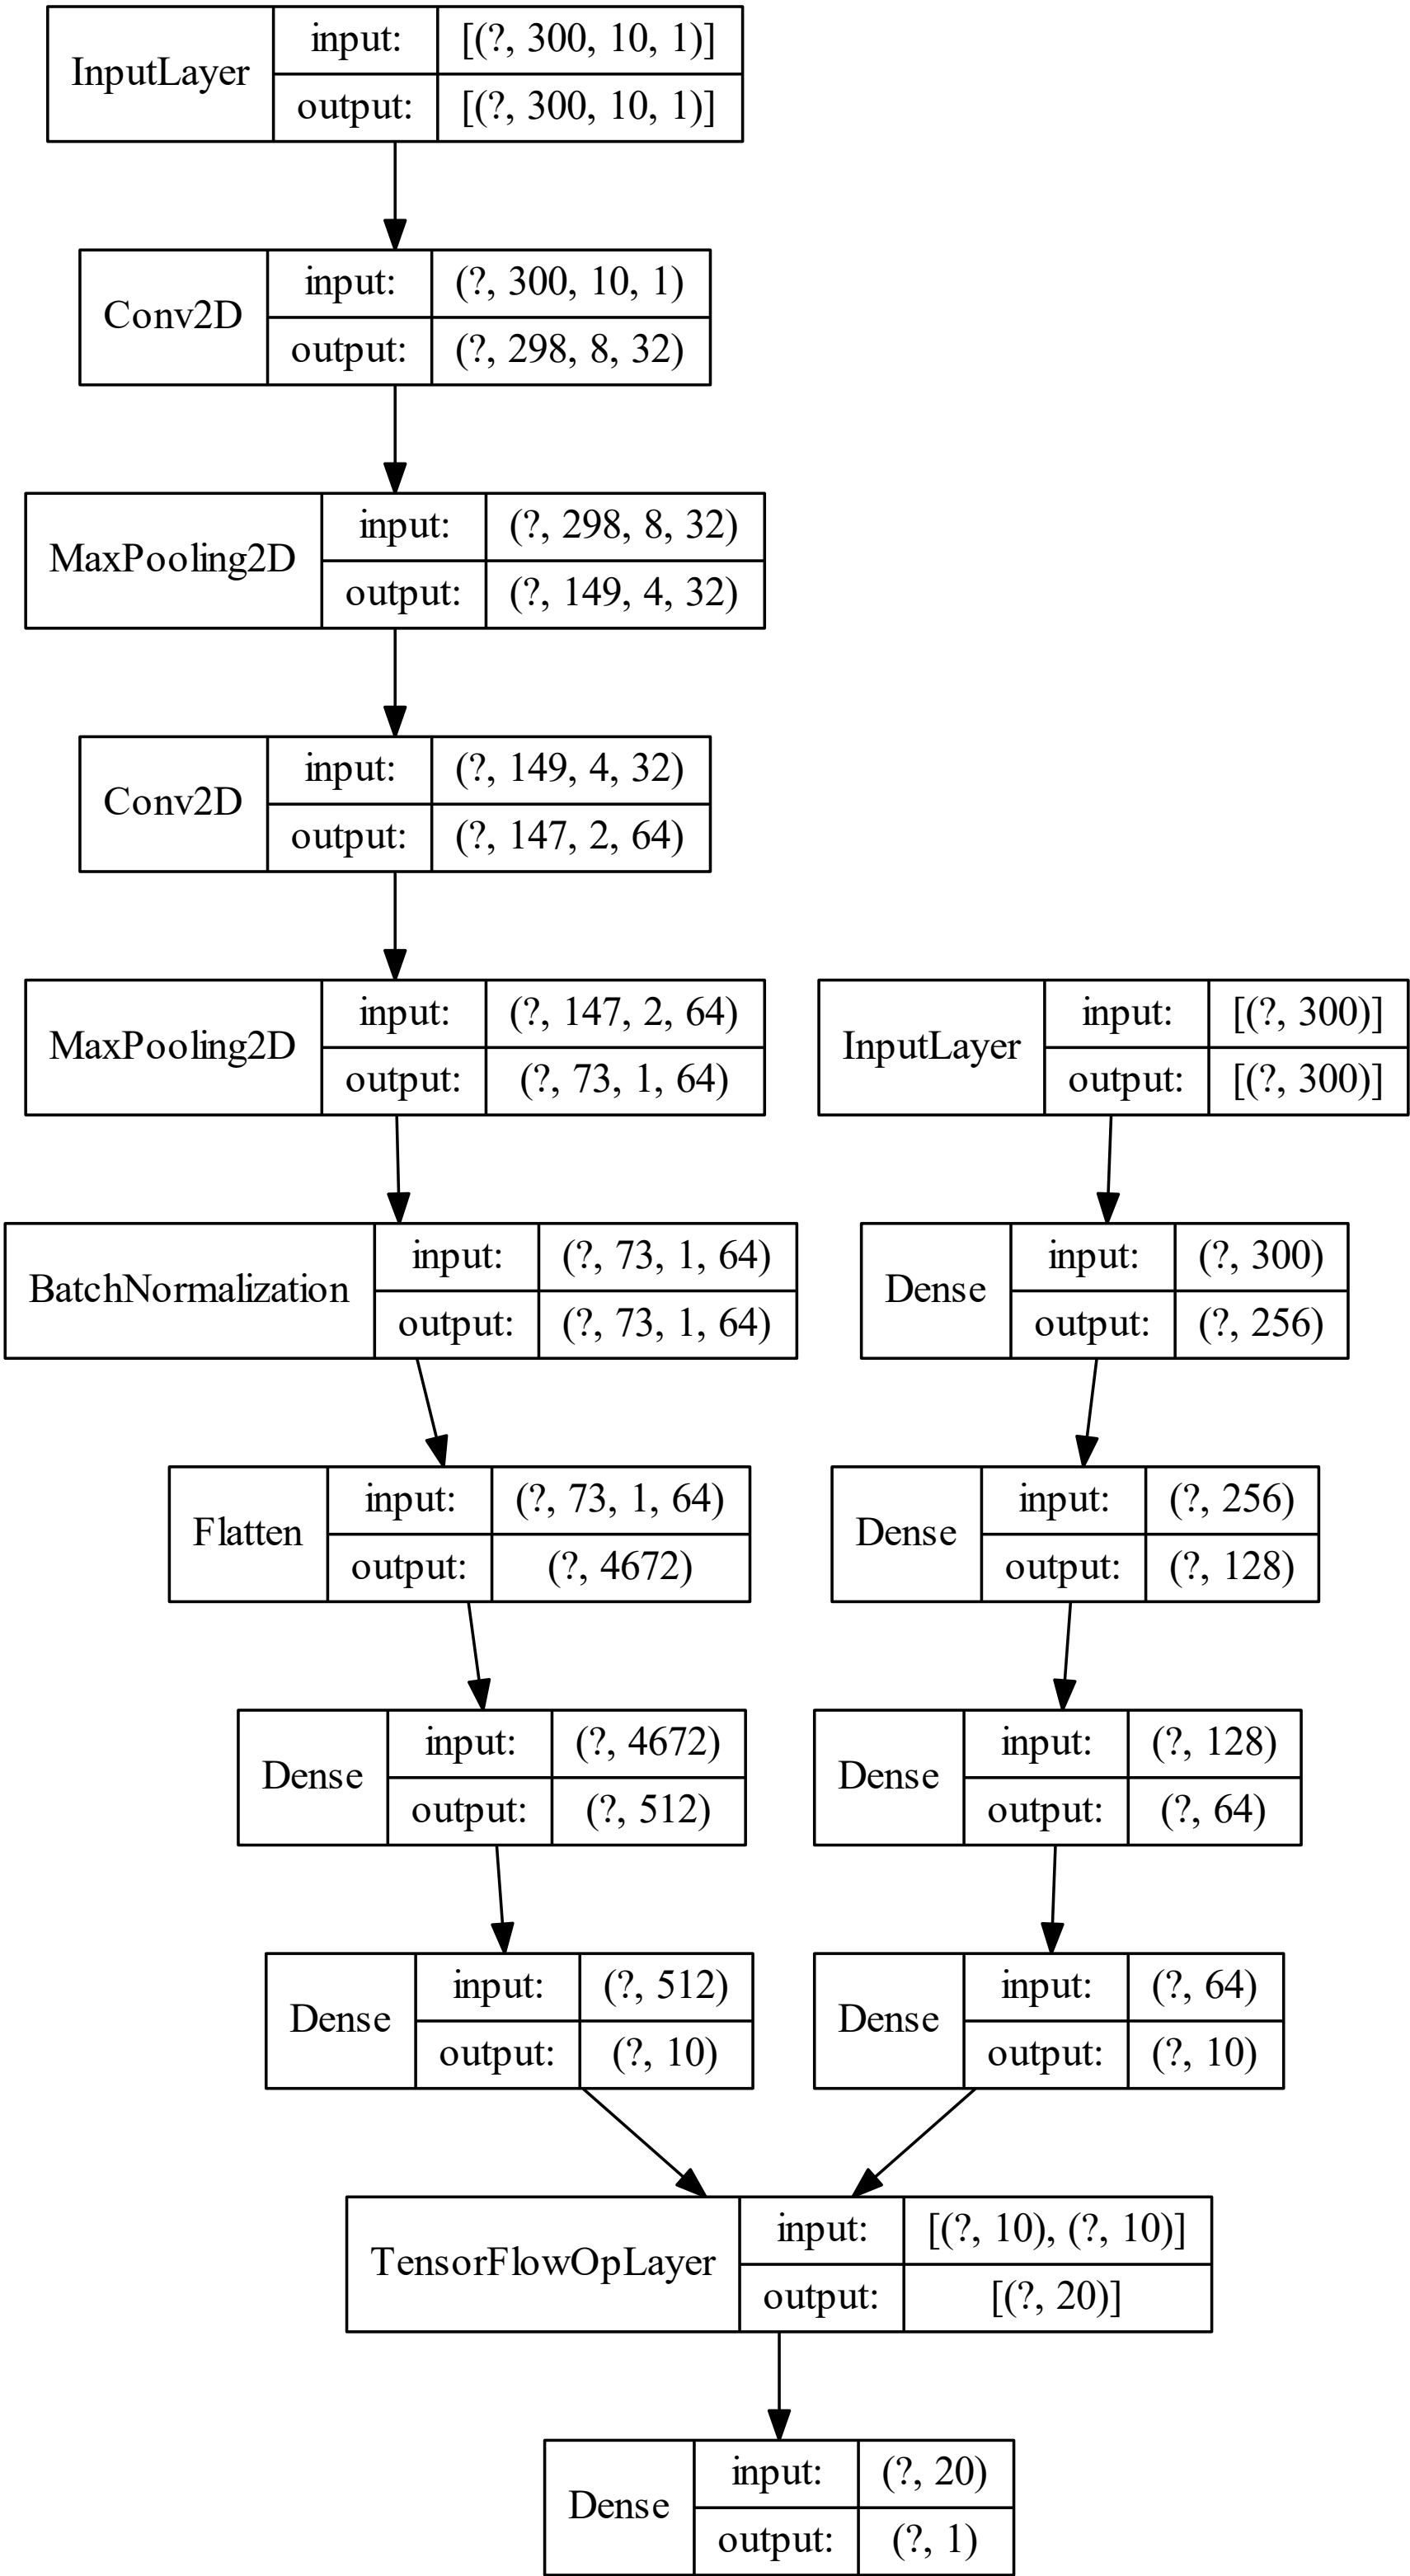 InputLayer
input: [(?, 300, 10, 1)]
output: [(?, 300, 10, 1)]
Conv2D
input: (?, 300, 10, 1)
output: (?, 298, 8, 32)
MaxPooling2D
input: (?, 298, 8, 32)
output: (?, 149, 4, 32)
Conv2D
input: (?, 149, 4, 32)
output: (?, 147, 2, 64)
MaxPooling2D
input: (?, 147, 2, 64)
output: (?, 73, 1, 64)
InputLayer
input: [(?, 300)]
output: [(?, 300)]
BatchNormalization
input: (?, 73, 1, 64)
output: (?, 73, 1, 64)
Dense
input: (?, 300)
output: (?, 256)
Flatten
input: (?, 73, 1, 64)
output: (?, 4672)
Dense
input: (?, 256)
output: (?, 128)
Dense
input: (?, 4672)
output: (?, 512)
Dense
input: (?, 128)
output: (?, 64)
Dense
input: (?, 512)
output: (?, 10)
Dense
input: (?, 64)
output: (?, 10)
TensorFlowOpLayer
input: [(?, 10), (?, 10)]
output: [(?, 20)]
Dense
input: (?, 20)
output: (?, 1)